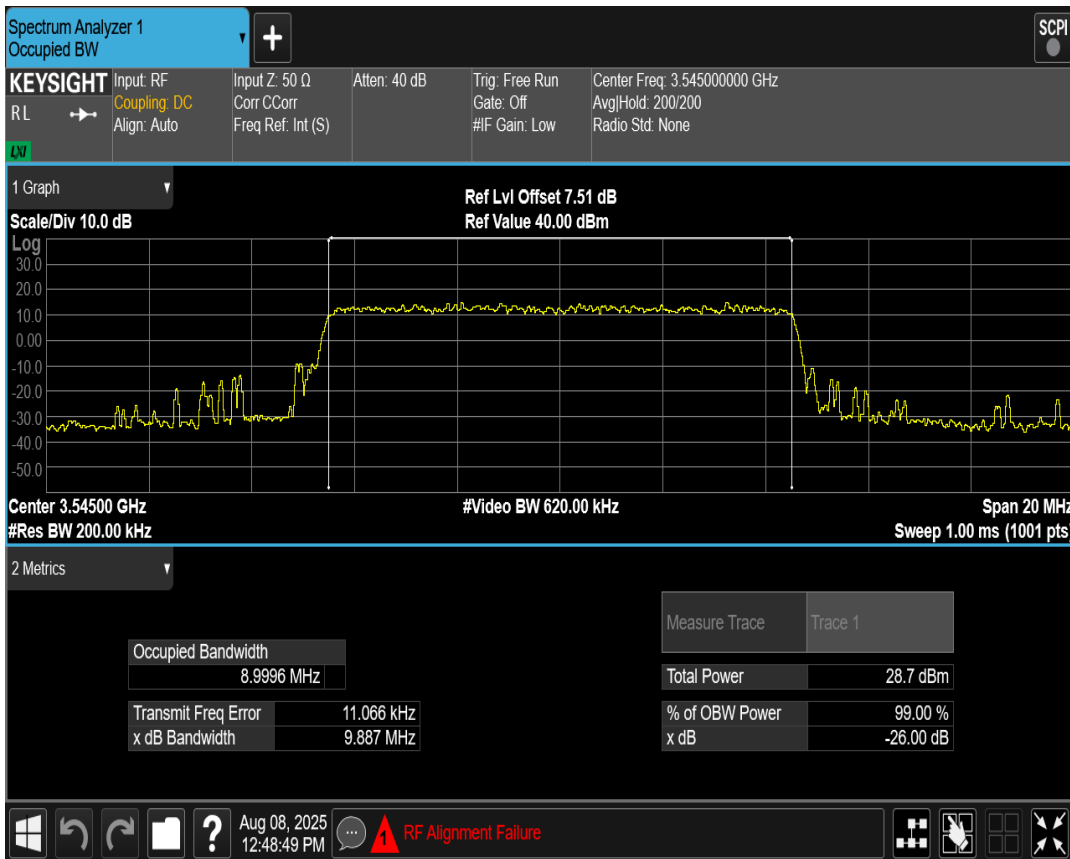 Spectrum Analyzer 1
Occupied BW
SCPI
KEYSIGHT
R L
LXI
Input: RF
Coupling: DC
Align: Auto
Input Z: 50 Ω
Corr CCorr
Freq Ref: Int (S)
Atten: 40 dB
Trig: Free Run
Gate: Off
#IF Gain: Low
Center Freq: 3.545000000 GHz
Avg|Hold: 200/200
Radio Std: None
1 Graph
Scale/Div 10.0 dB
Ref Lvl Offset 7.51 dB
Ref Value 40.00 dBm
Log
30.0
20.0
10.0
0.00
-10.0
-20.0
-30.0
-40.0
-50.0
Center 3.54500 GHz
#Video BW 620.00 kHz
Span 20 MHz
#Res BW 200.00 kHz
Sweep 1.00 ms (1001 pts)
2 Metrics
Measure Trace Trace 1
Occupied Bandwidth
8.9996 MHz
Total Power 28.7 dBm
Transmit Freq Error 11.066 kHz
% of OBW Power 99.00 %
x dB Bandwidth 9.887 MHz
x dB -26.00 dB
?
Aug 08, 2025
12:48:49 PM
1
RF Alignment Failure